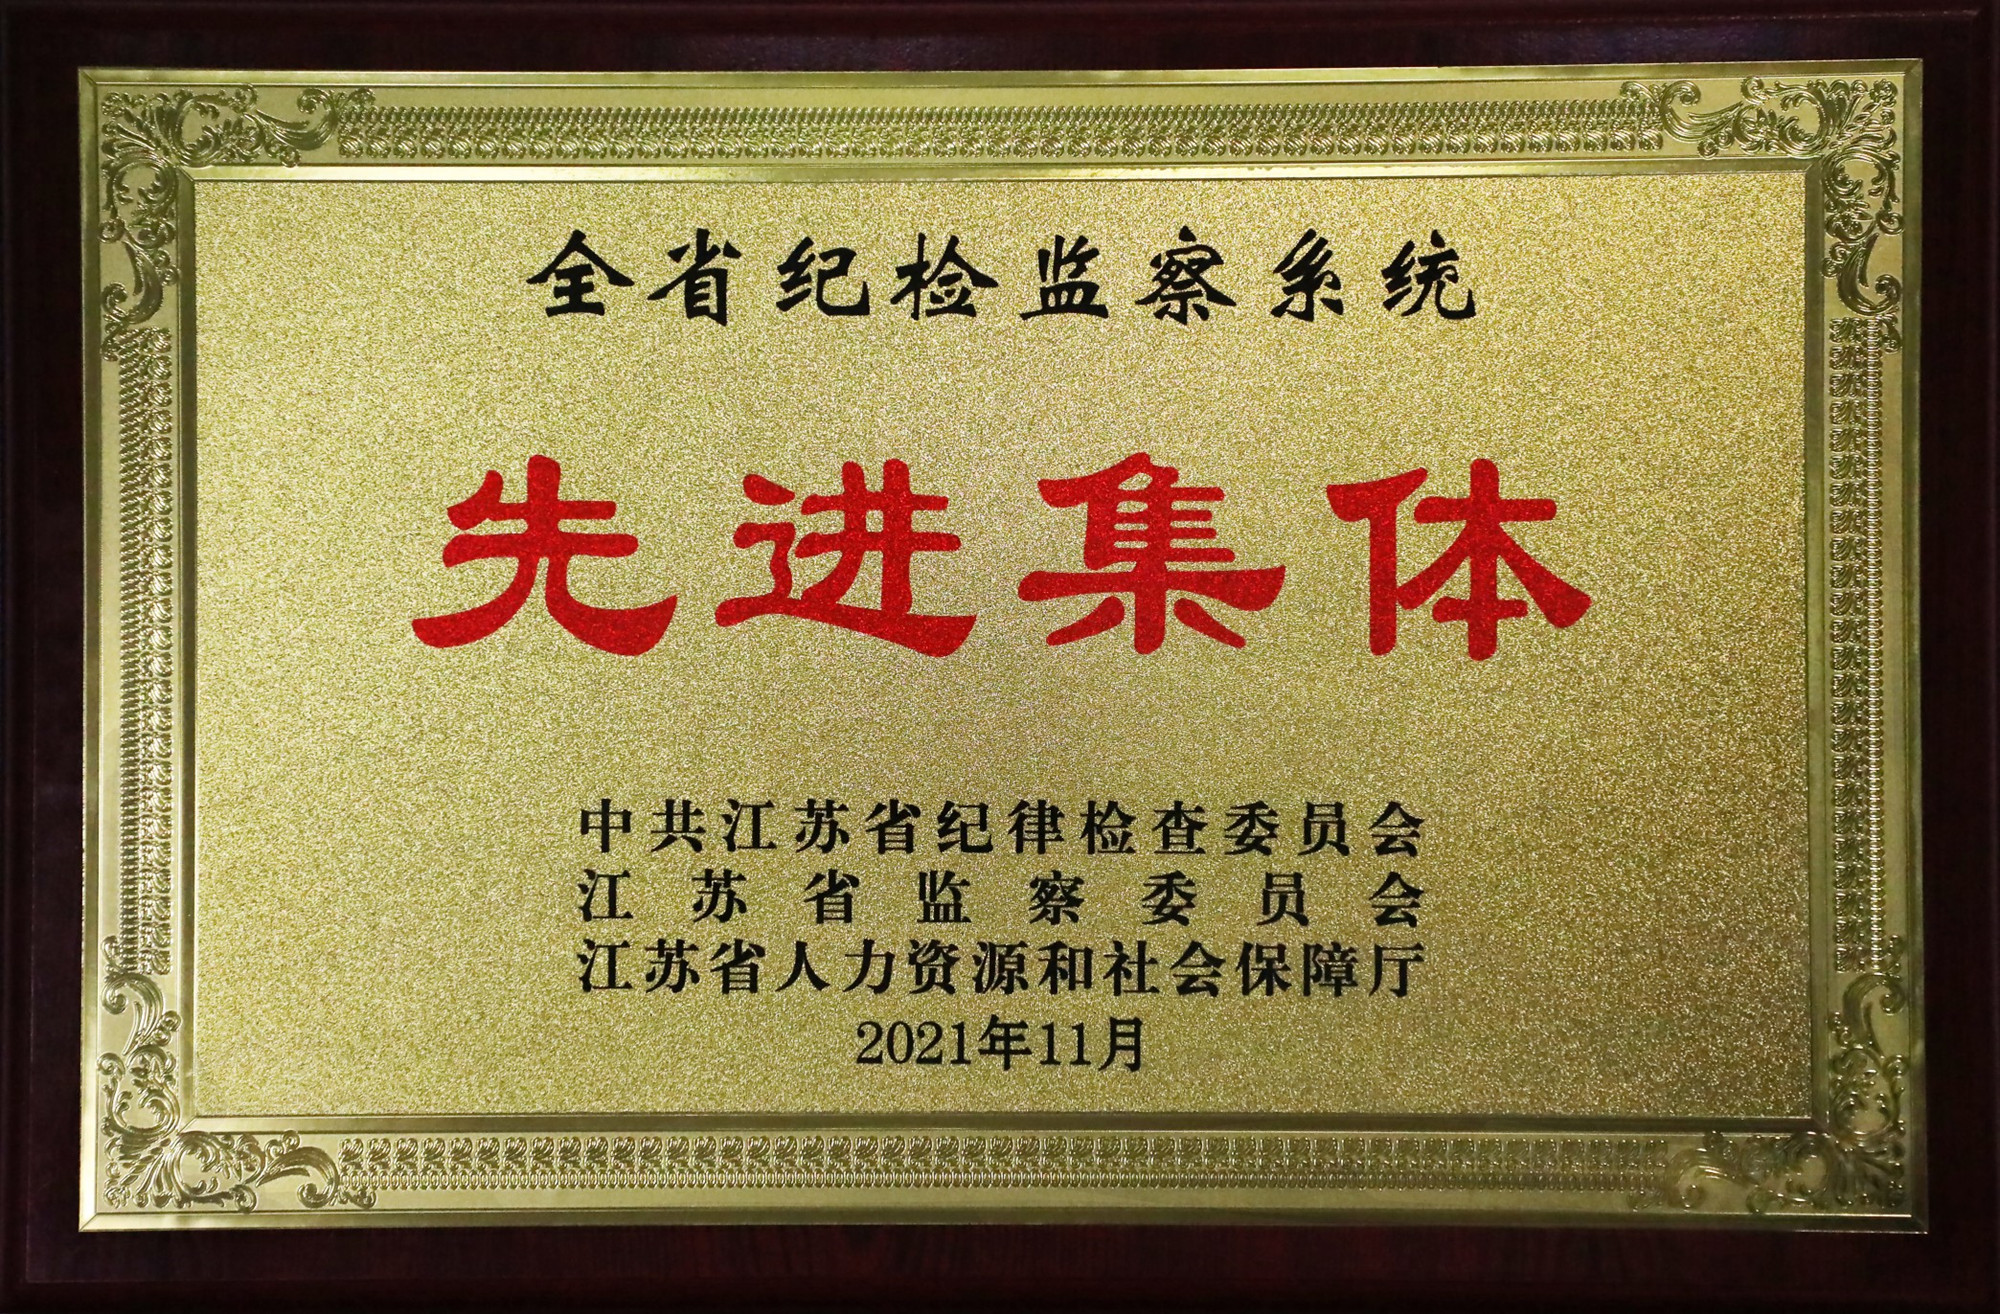 全省纪检监察系统
先进集体
中共江苏省纪律检查委员会
江苏省监察委员会
江苏省人力资源和社会保障厅
2021年11月